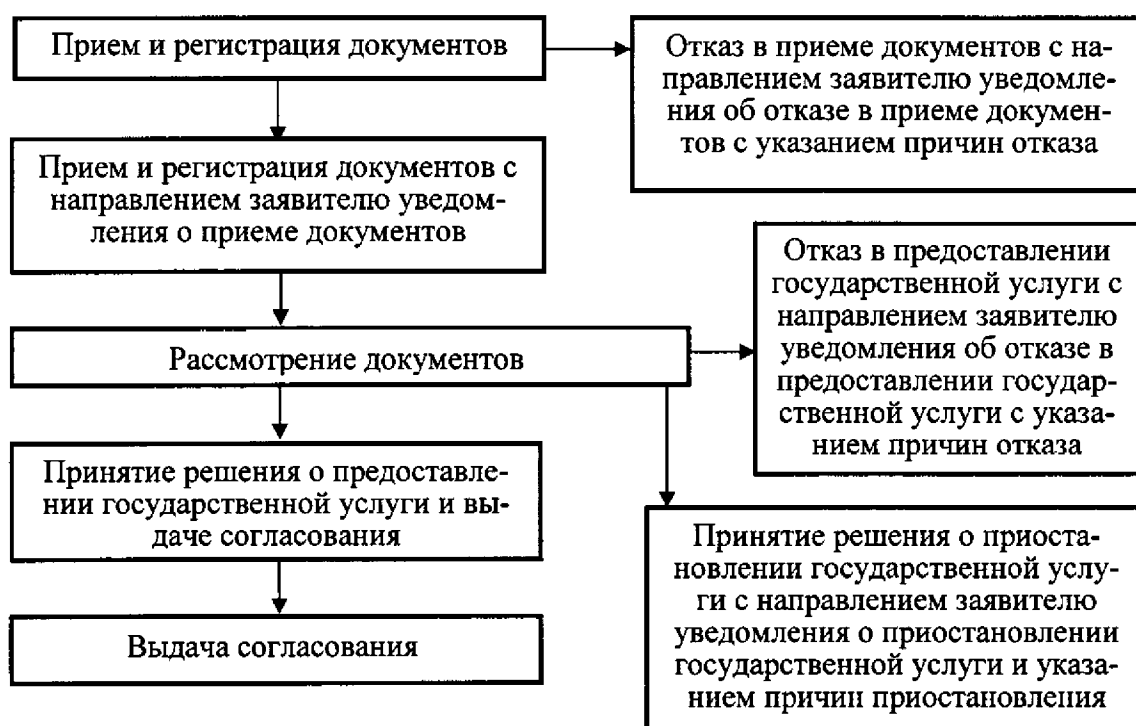 Прием и регистрация документов
Отказ в приеме документов с на-
правлением заявителю уведомле-
ния об отказе в приеме докумен-
тов с указанием причин отказа
Прием и регистрация документов с
направлением заявителю уведом-
ления о приеме документов
Отказ в предоставлении
государственной услуги с
направлением заявителю
уведомления об отказе в
предоставлении государ-
ственной услуги с указа-
нием причин отказа
Рассмотрение документов
Принятие решения о предоставле-
нии государственной услуги и вы-
даче согласования
Принятие решения о приоста-
новлении государственной услу-
ги с направлением заявителю
уведомления о приостановлении
государственной услуги и указа-
нием причин приостановления
Выдача согласования